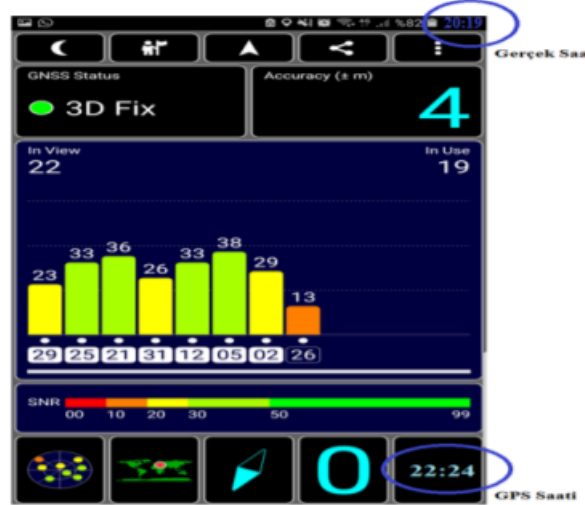 %82 20:19
Gerçek Saa
GNSS Status
3D Fix
Accuracy (± m)
4
In View
22
In Use
19
23 33 36 26 33 38 29 13
29 25 21 31 12 05 02 26
SNR
00 10 20 30 50 99
0
22:24
GPS Saati